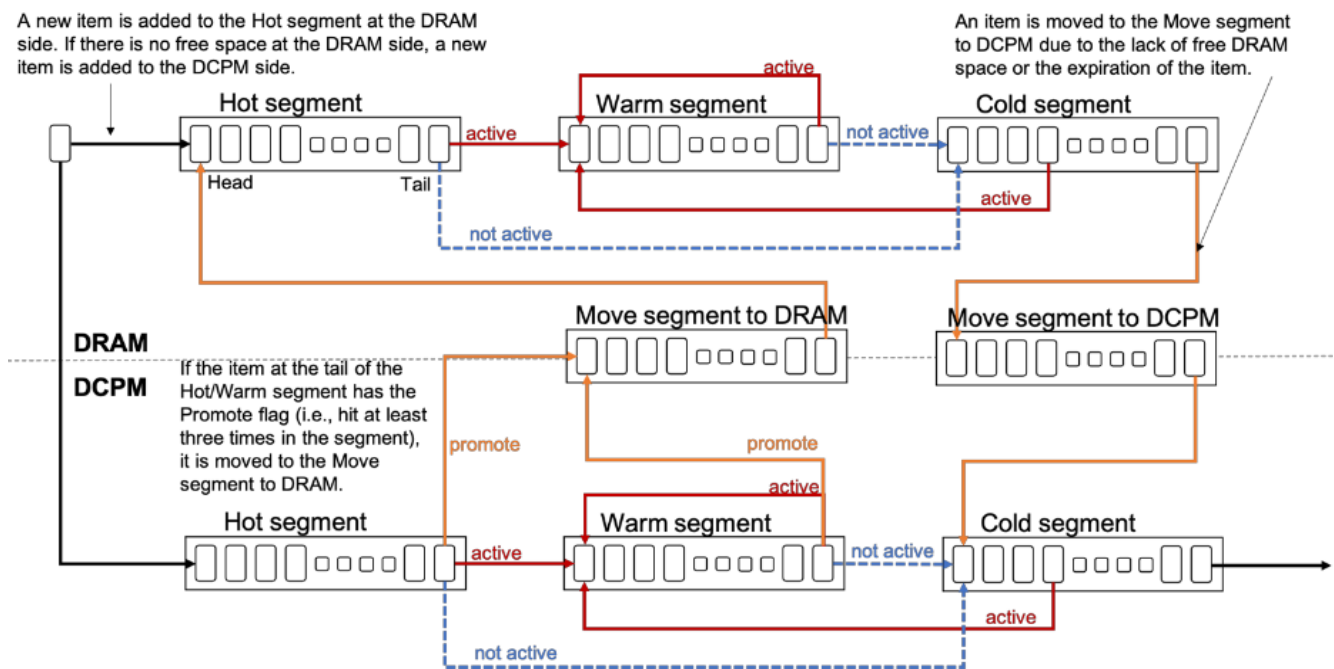 A new item is added to the Hot segment at the DRAM
side. If there is no free space at the DRAM side, a new
item is added to the DCPM side.
An item is moved to the Move segment
to DCPM due to the lack of free DRAM
space or the expiration of the item.
active
Hot segment
Warm segment
Cold segment
active
not active
Head
Tail
active
not active
Move segment to DRAM
Move segment to DCPM
DRAM
DCPM
If the item at the tail of the
Hot/Warm segment has the
Promote flag (i.e., hit at least
three times in the segment),
it is moved to the Move
segment to DRAM.
promote
promote
active
Hot segment
Warm segment
Cold segment
active
not active
active
not active